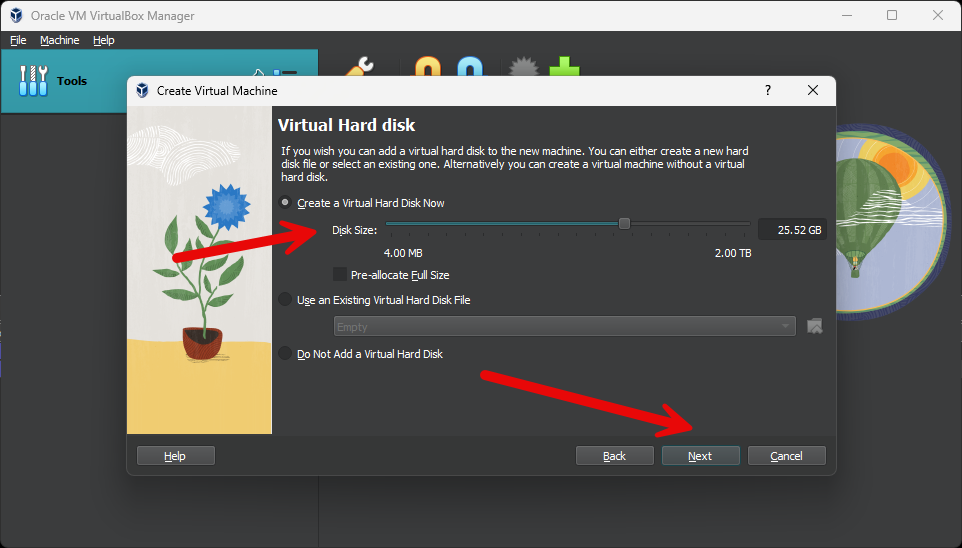 Oracle VM VirtualBox Manager
File Machine Help
Tools
Create Virtual Machine ?
Virtual Hard disk
If you wish you can add a virtual hard disk to the new machine. You can either create a new hard
disk file or select an existing one. Alternatively you can create a virtual machine without a virtual
hard disk.
Create a Virtual Hard Disk Now
Disk Size: 25.52 GB
4.00 MB 2.00 TB
Pre-allocate Full Size
Use an Existing Virtual Hard Disk File
Empty
Do Not Add a Virtual Hard Disk
Help Back Next Cancel